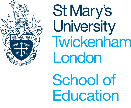 St Mary's
University
Twickenham
London
School of
Education